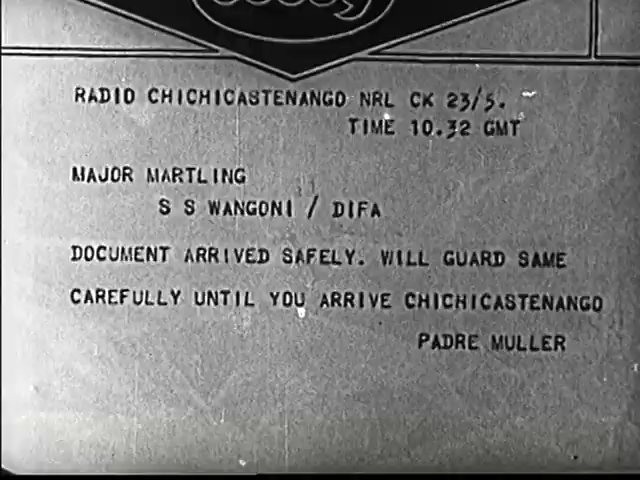 RADIO CHICHICASTENANGO NRL CK 23/5.
TIME 10.32 GMT
MAJOR MARTLING
S S WANGONI / DIFA
DOCUMENT ARRIVED SAFELY. WILL GUARD SAME
CAREFULLY UNTIL YOU ARRIVE CHICHICASTENANGO
PADRE MULLER